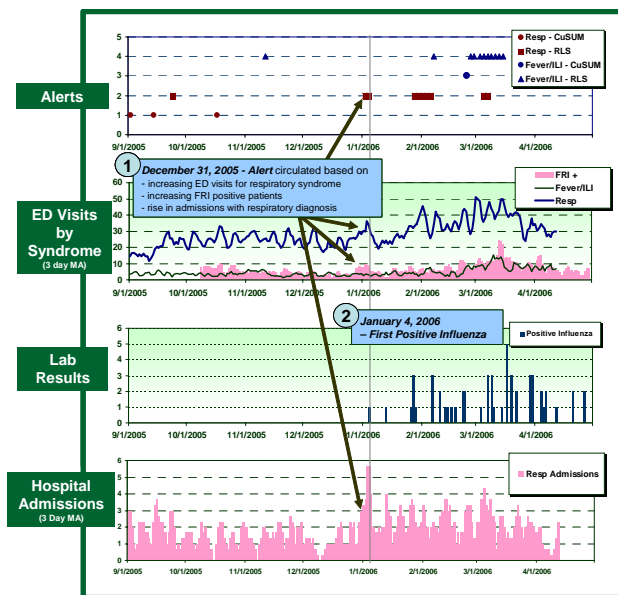 5
4
3
2
1
0
9/1/2005 10/1/2005 11/1/2005 12/1/2005 1/1/2006 2/1/2006 3/1/2006 4/1/2006
Resp - CuSUM
Resp - RLS
Fever/ILI - CuSUM
Fever/ILI - RLS
Alerts
1
December 31, 2005 - Alert circulated based on
- increasing ED visits for respiratory syndrome
- increasing FRI positive patients
- rise in admissions with respiratory diagnosis
FRI +
Fever/ILI
Resp
ED Visits
by
Syndrome
(3 day MA)
60
50
40
30
20
10
0
9/1/2005 10/1/2005 11/1/2005 12/1/2005 1/1/2006 2/1/2006 3/1/2006 4/1/2006
2
January 4, 2006
– First Positive Influenza
Positive Influenza
Lab
Results
6
5
4
3
2
1
0
9/1/2005 10/1/2005 11/1/2005 12/1/2005 1/1/2006 2/1/2006 3/1/2006 4/1/2006
Resp Admissions
Hospital
Admissions
(3 Day MA)
6
5
4
3
2
1
0
9/1/2005 10/1/2005 11/1/2005 12/1/2005 1/1/2006 2/1/2006 3/1/2006 4/1/2006